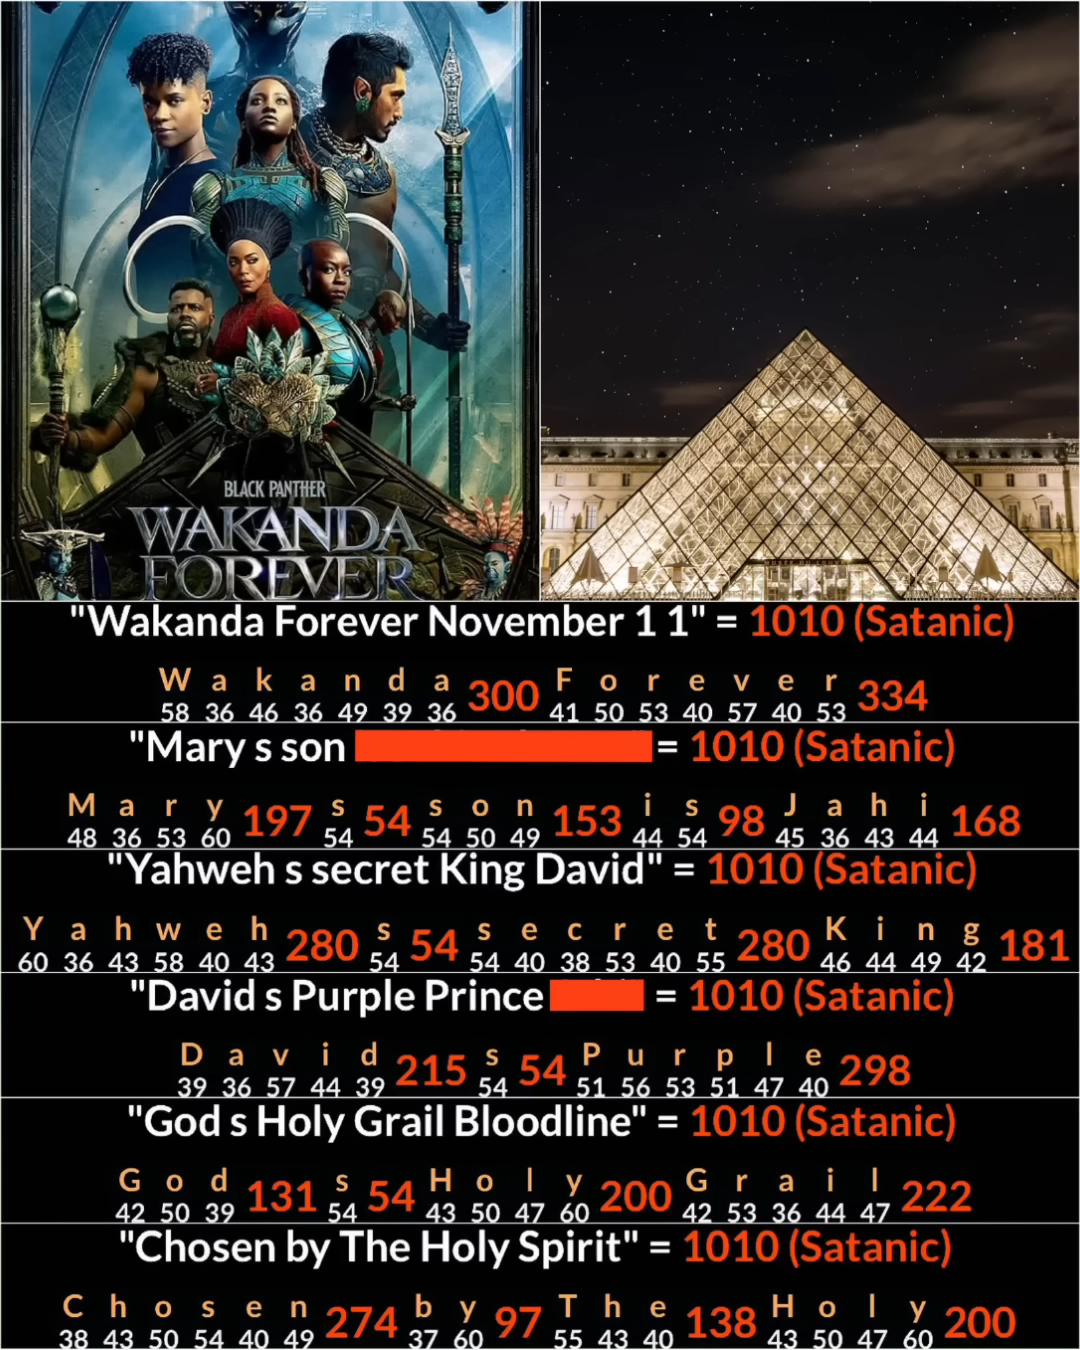 BLACK PANTHER
WAKANDA
FOREVER
"Wakanda Forever November 1 1" = 1010 (Satanic)
W a k a n d a 300 F o r e v e r 334
58 36 46 36 49 39 36 41 50 53 40 57 40 53
"Mary s son = 1010 (Satanic)
M a r y 197 s 54 s o n 153 i s 98 J a h i 168
48 36 53 60 54 54 50 49 44 54 45 36 43 44
"Yahweh s secret King David" = 1010 (Satanic)
Y a h w e h 280 s 54 s e c r e t 280 K i n g 181
60 36 43 58 40 43 54 54 40 38 53 40 55 46 44 49 42
"David s Purple Prince = 1010 (Satanic)
D a v i d 215 s 54 P u r p l e 298
39 36 57 44 39 54 51 56 53 51 47 40
"God s Holy Grail Bloodline" = 1010 (Satanic)
G o d 131 s 54 H o l y 200 G r a i l 222
42 50 39 54 43 50 47 60 42 53 36 44 47
"Chosen by The Holy Spirit" = 1010 (Satanic)
C h o s e n 274 b y 97 T h e 138 H o l y 200
38 43 50 54 40 49 37 60 55 43 40 43 50 47 60